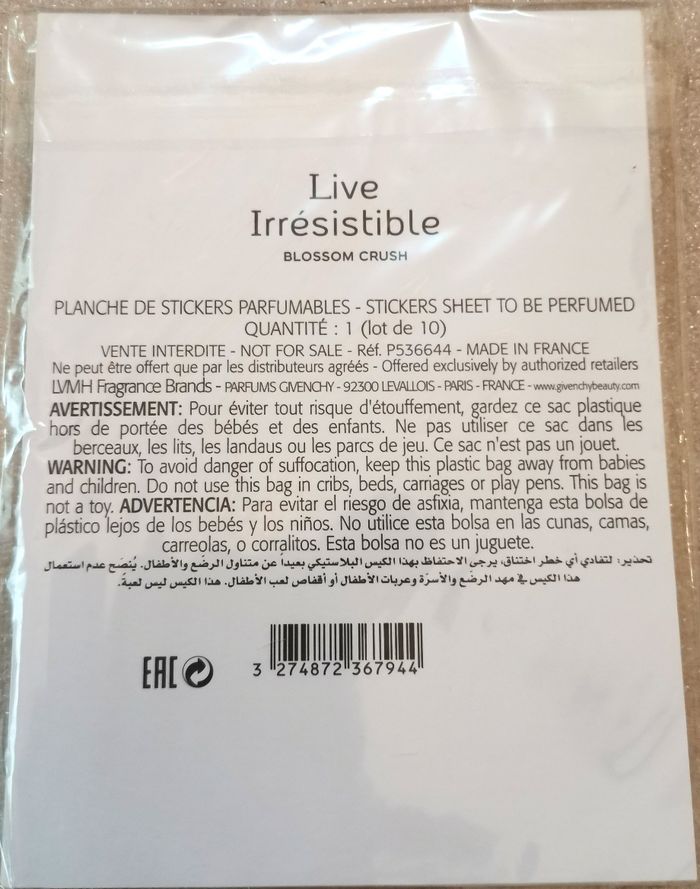 Live
Irrésistible
BLOSSOM CRUSH
PLANCHE DE STICKERS PARFUMABLES - STICKERS SHEET TO BE PERFUMED
QUANTITÉ : 1 (lot de 10)
VENTE INTERDITE - NOT FOR SALE - Réf. P536644 - MADE IN FRANCE
Ne peut être offert que par les distributeurs agréés - Offered exclusively by authorized retailers
LVMH Fragrance Brands - PARFUMS GIVENCHY - 92300 LEVALLOIS - PARIS - FRANCE - www.givenchybeauty.com
AVERTISSEMENT: Pour éviter tout risque d'étouffement, gardez ce sac plastique
hors de portée des bébés et des enfants. Ne pas utiliser ce sac dans les
berceaux, les lits, les landaus ou les parcs de jeu. Ce sac n'est pas un jouet.
WARNING: To avoid danger of suffocation, keep this plastic bag away from babies
and children. Do not use this bag in cribs, beds, carriages or play pens. This bag is
not a toy. ADVERTENCIA: Para evitar el riesgo de asfixia, mantenga esta bolsa de
plástico lejos de los bebés y los niños. No utilice esta bolsa en las cunas, camas,
carreolas, o corralitos. Esta bolsa no es un juguete.
تحذير: لتفادي أي خطر اختناق، يرجى الاحتفاظ بهذا الكيس البلاستيكي بعيداً عن متناول الرضّع والأطفال. يُنصَح عدم استعمال
هذا الكيس في مهد الرضّع والأسرّة وعربات الأطفال أو أقفاص لعب الأطفال. هذا الكيس ليس لعبة.
EAC
3 274872 367944